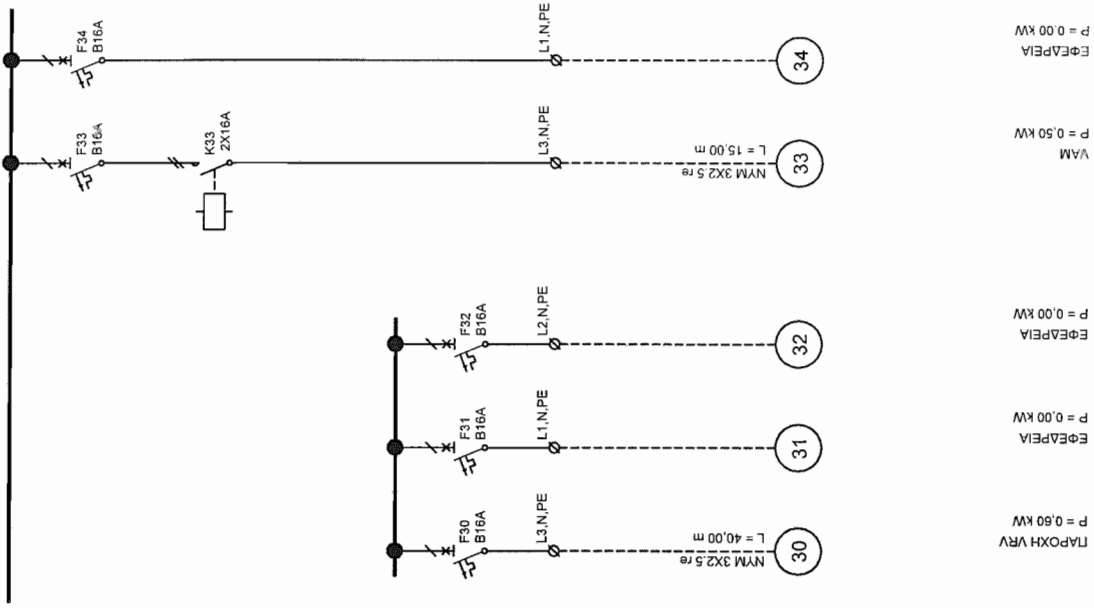 F34
B16A
L1,N,PE
34
ΕΦΕΔΡΕΙΑ
P = 0.00 kW
F33
B16A
K33
2X16A
L3,N,PE
NYM 3X2.5 re
L = 15,00 m
33
VAM
P = 0,50 kW
F32
B16A
L2,N,PE
32
ΕΦΕΔΡΕΙΑ
P = 0,00 kW
F31
B16A
L1,N,PE
31
ΕΦΕΔΡΕΙΑ
P = 0,00 kW
F30
B16A
L3,N,PE
NYM 3X2.5 re
L = 40,00 m
30
ΠΑΡΟΧΗ VRV
P = 0,60 kW